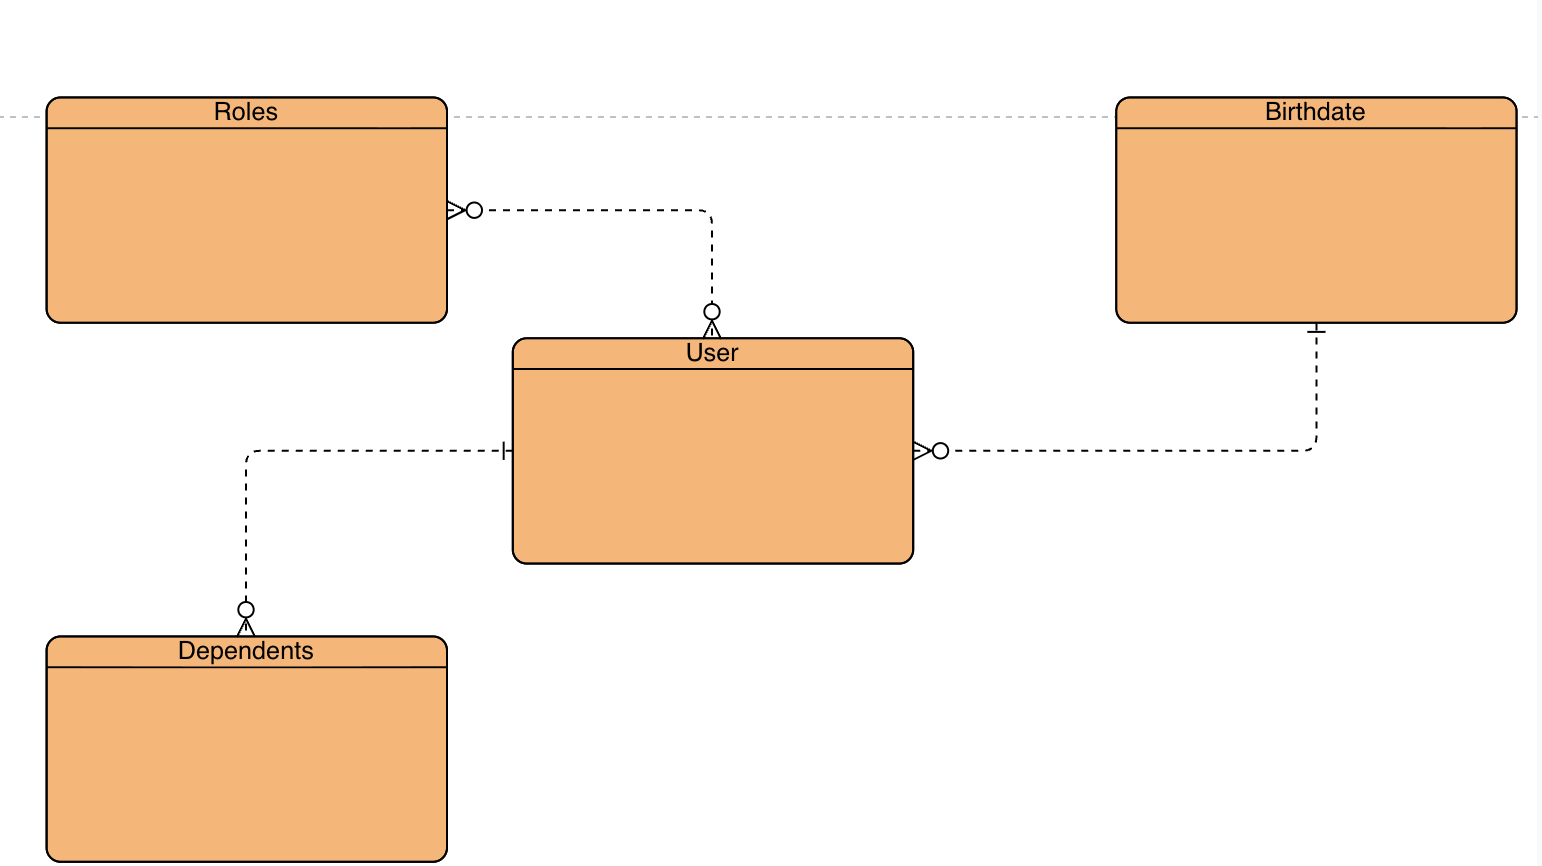 Roles
Birthdate
User
Dependents